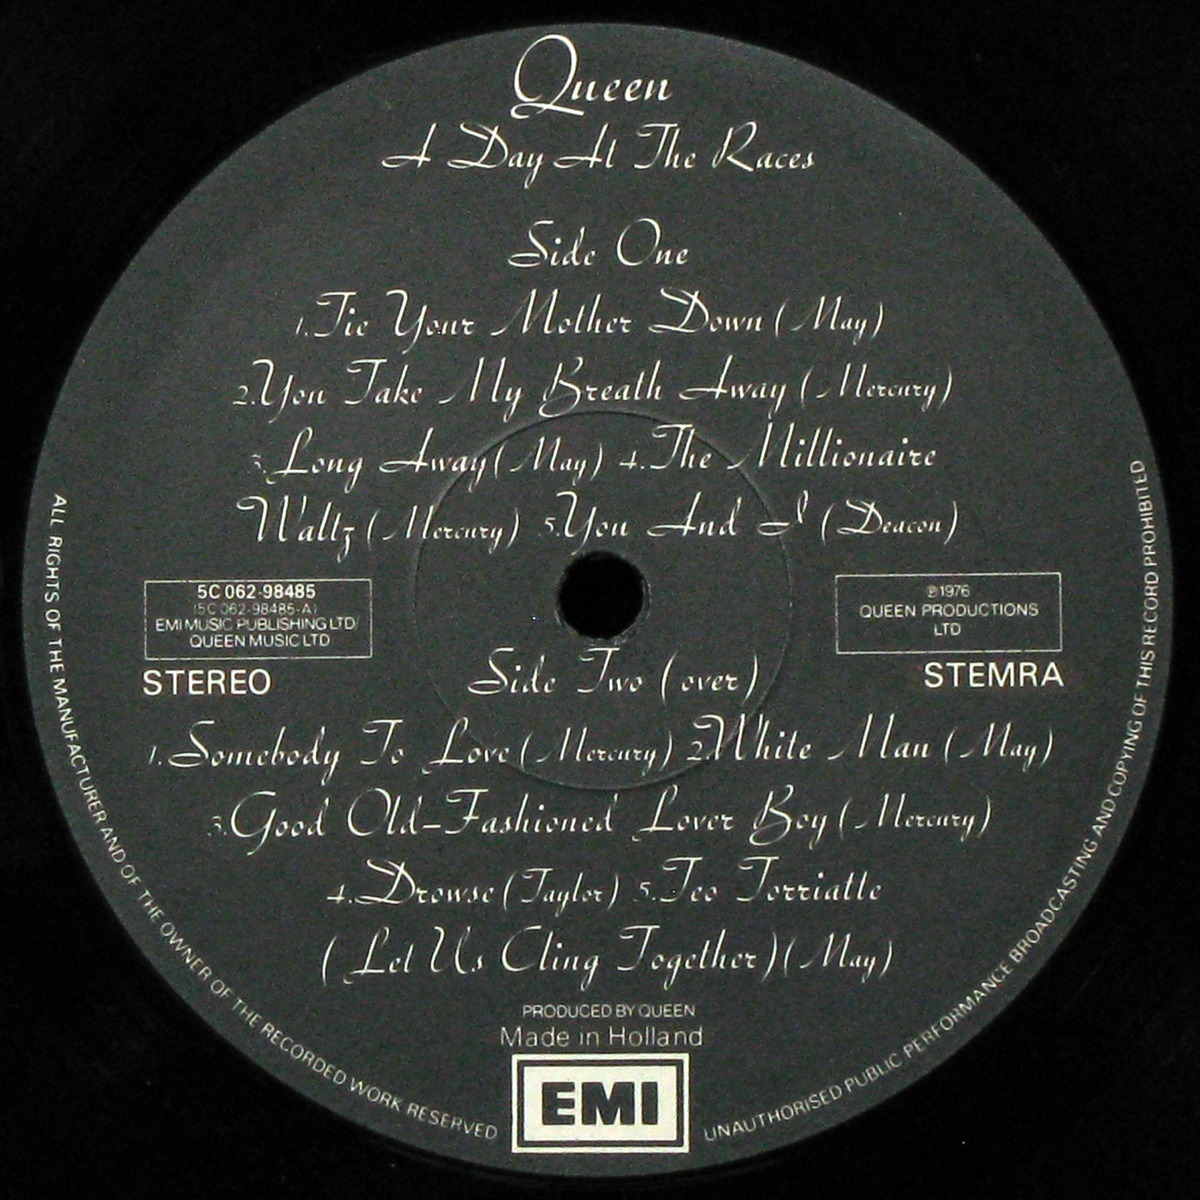 Queen
A Day At The Races
Side One
1. Tie Your Mother Down (May)
2. You Take My Breath Away (Mercury)
3. Long Away (May) 4. The Millionaire
Waltz (Mercury) 5. You And I (Deacon)
5C 062-98485
(5C 062-98485-A)
EMI MUSIC PUBLISHING LTD/
QUEEN MUSIC LTD
STEREO
℗1976
QUEEN PRODUCTIONS
LTD
STEMRA
Side Two (over)
1. Somebody To Love (Mercury) 2. White Man (May)
3. Good Old-Fashioned Lover Boy (Mercury)
4. Drowse (Taylor) 5. Teo Torriatte
(Let Us Cling Together) (May)
PRODUCED BY QUEEN
Made in Holland
EMI
ALL RIGHTS OF THE MANUFACTURER AND OF THE OWNER OF THE RECORDED WORK RESERVED
UNAUTHORISED PUBLIC PERFORMANCE BROADCASTING AND COPYING OF THIS RECORD PROHIBITED